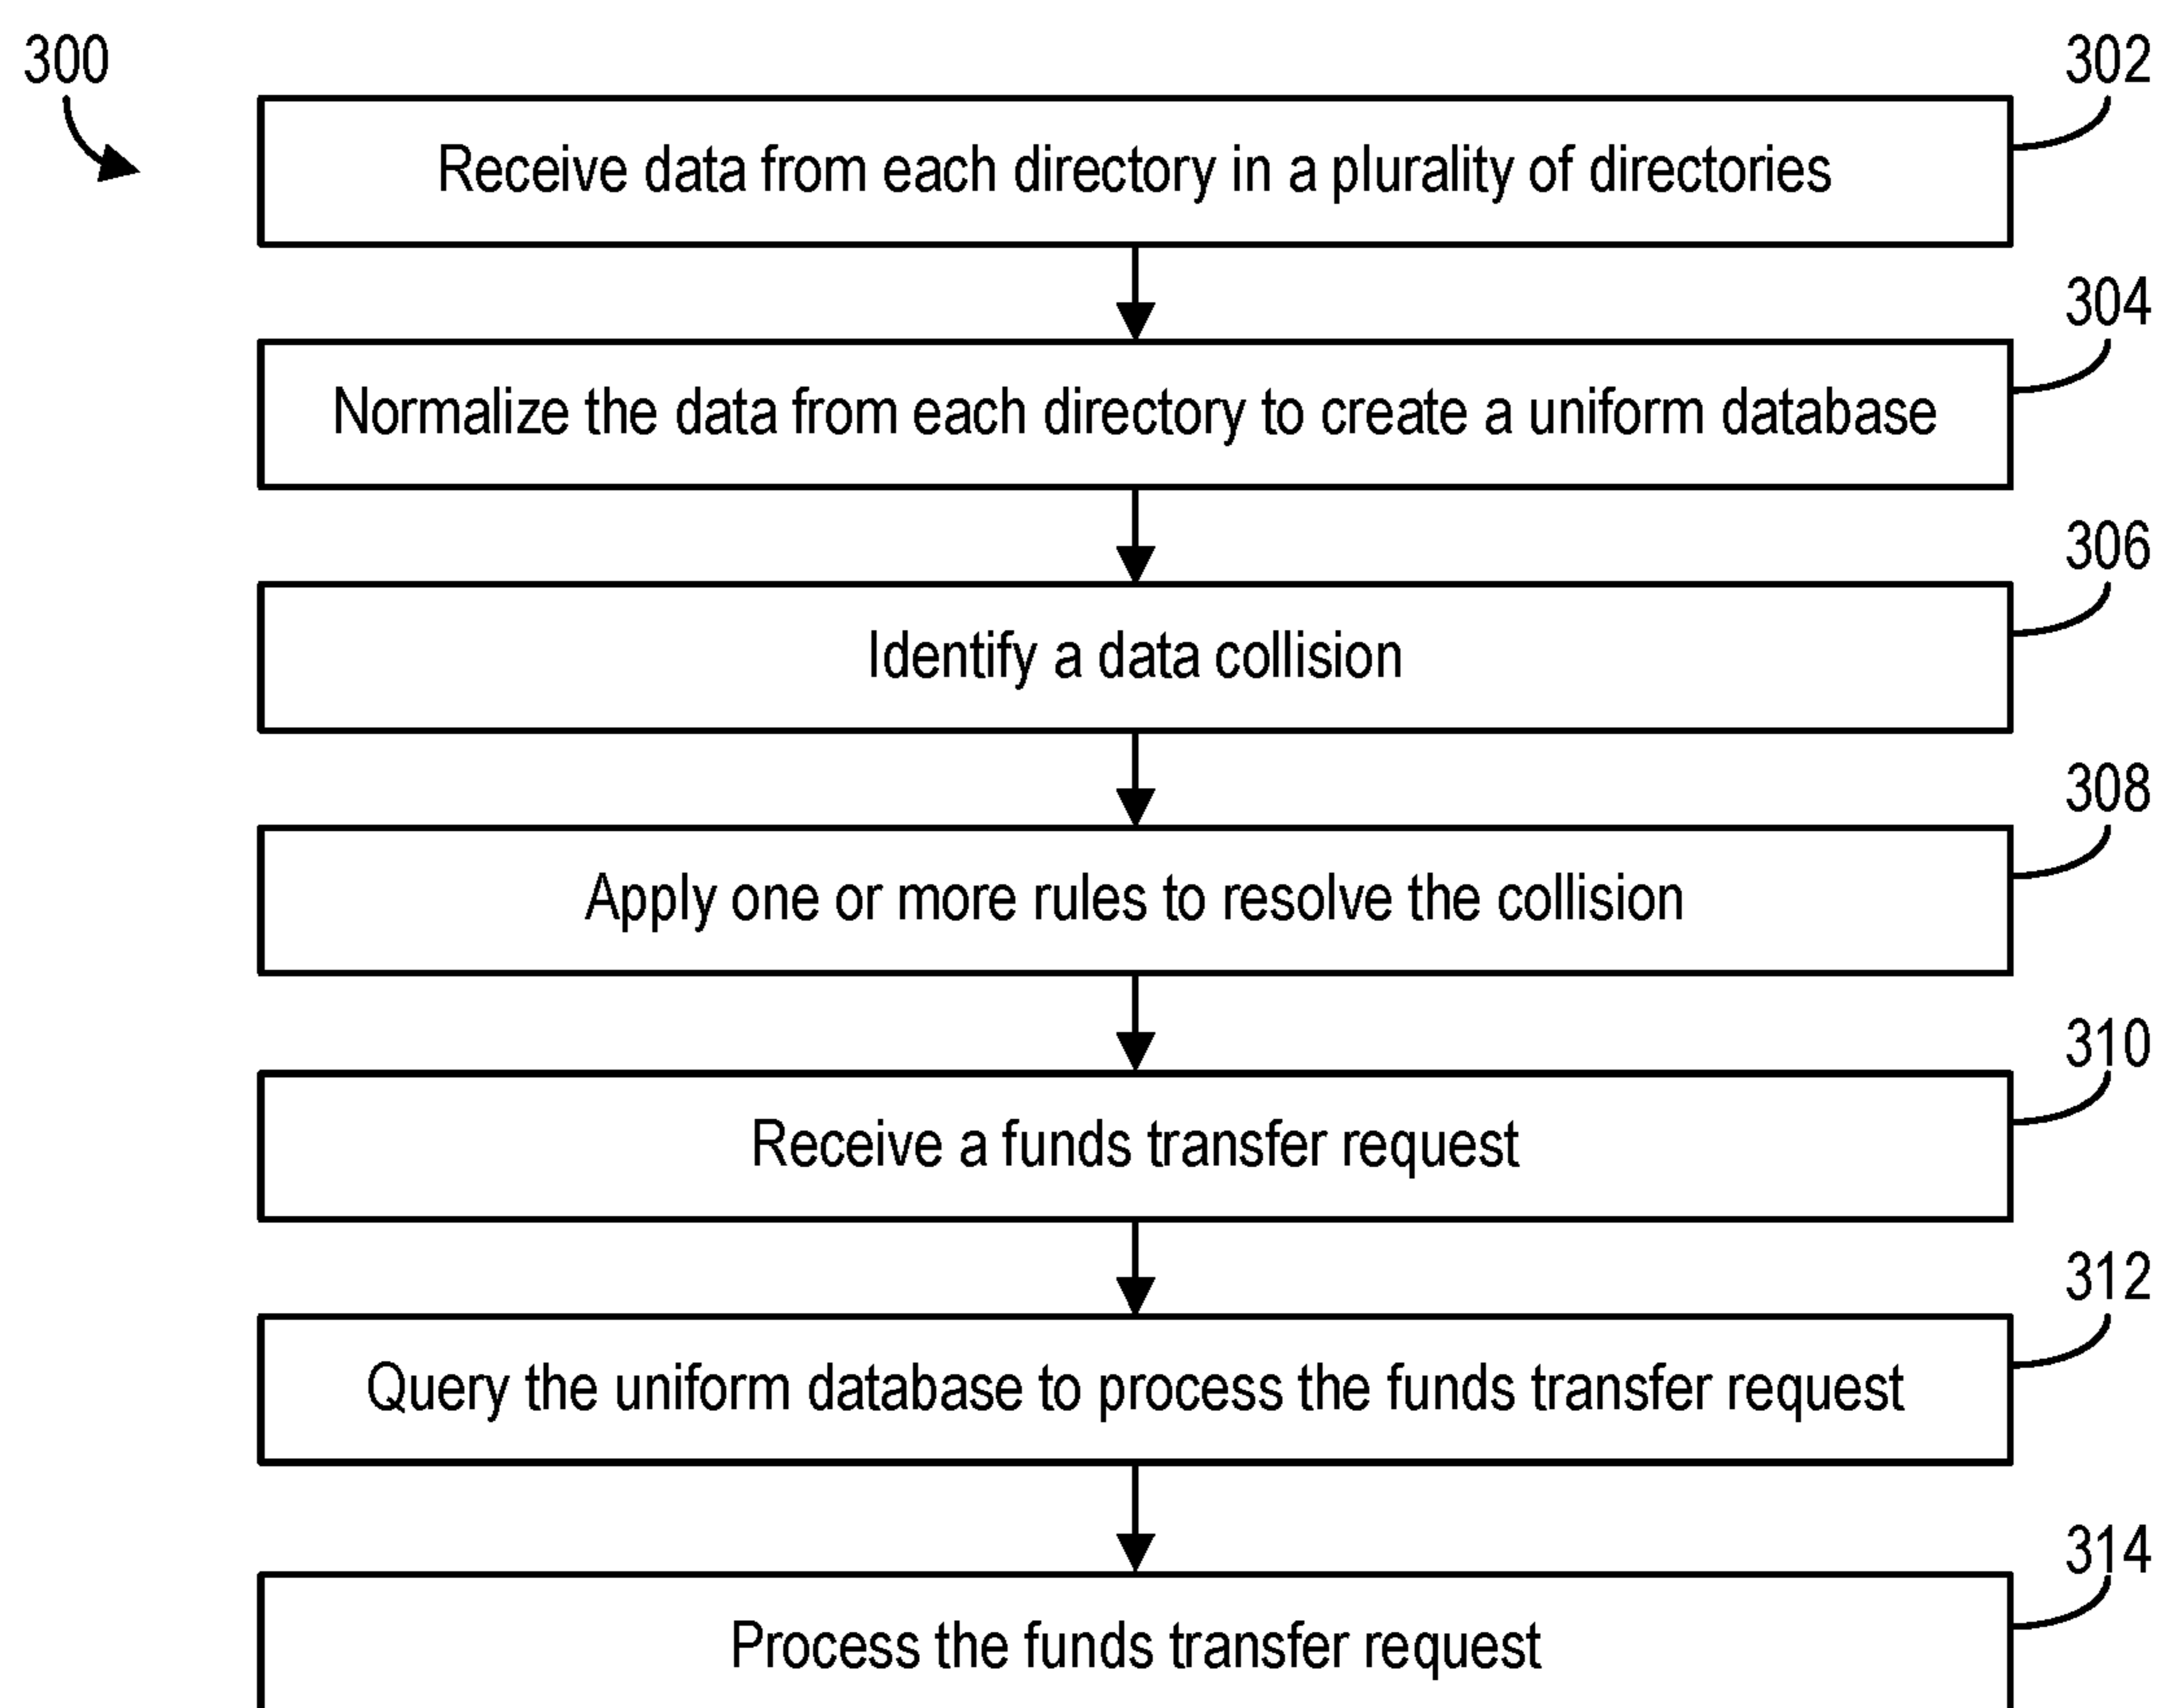 300
302
Receive data from each directory in a plurality of directories
304
Normalize the data from each directory to create a uniform database
306
Identify a data collision
308
Apply one or more rules to resolve the collision
310
Receive a funds transfer request
312
Query the uniform database to process the funds transfer request
314
Process the funds transfer request